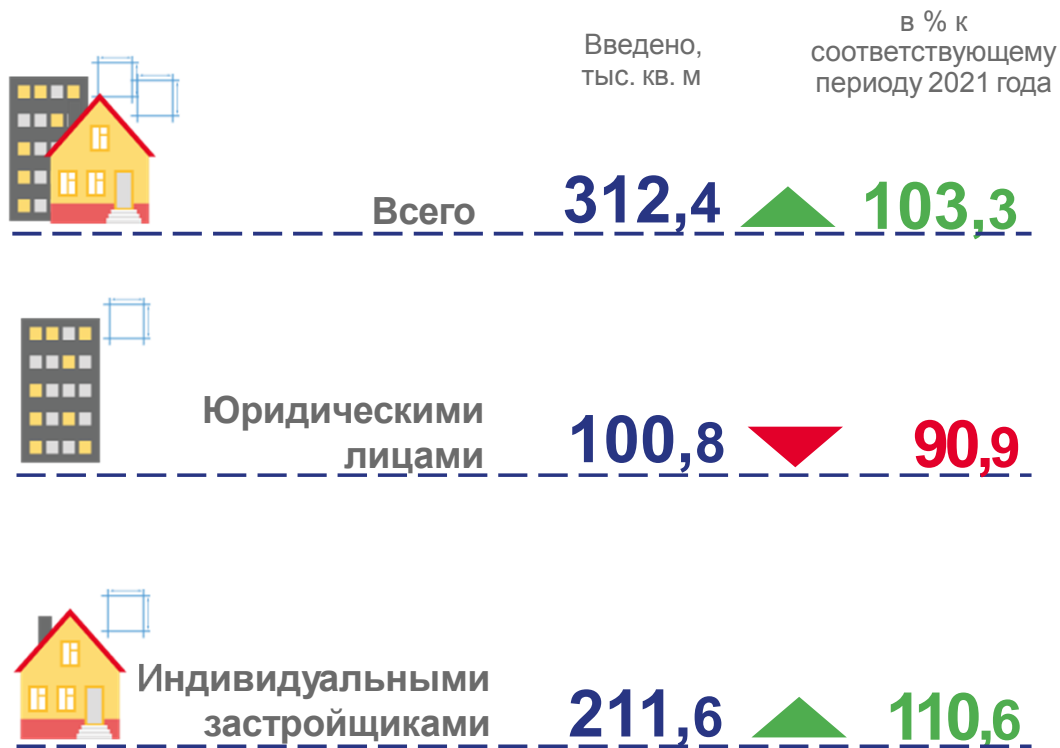 Введено,
тыс. кв. м
в % к
соответствующему
периоду 2021 года
Всего 312,4 103,3
Юридическими
лицами 100,8 90,9
Индивидуальными
застройщиками 211,6 110,6